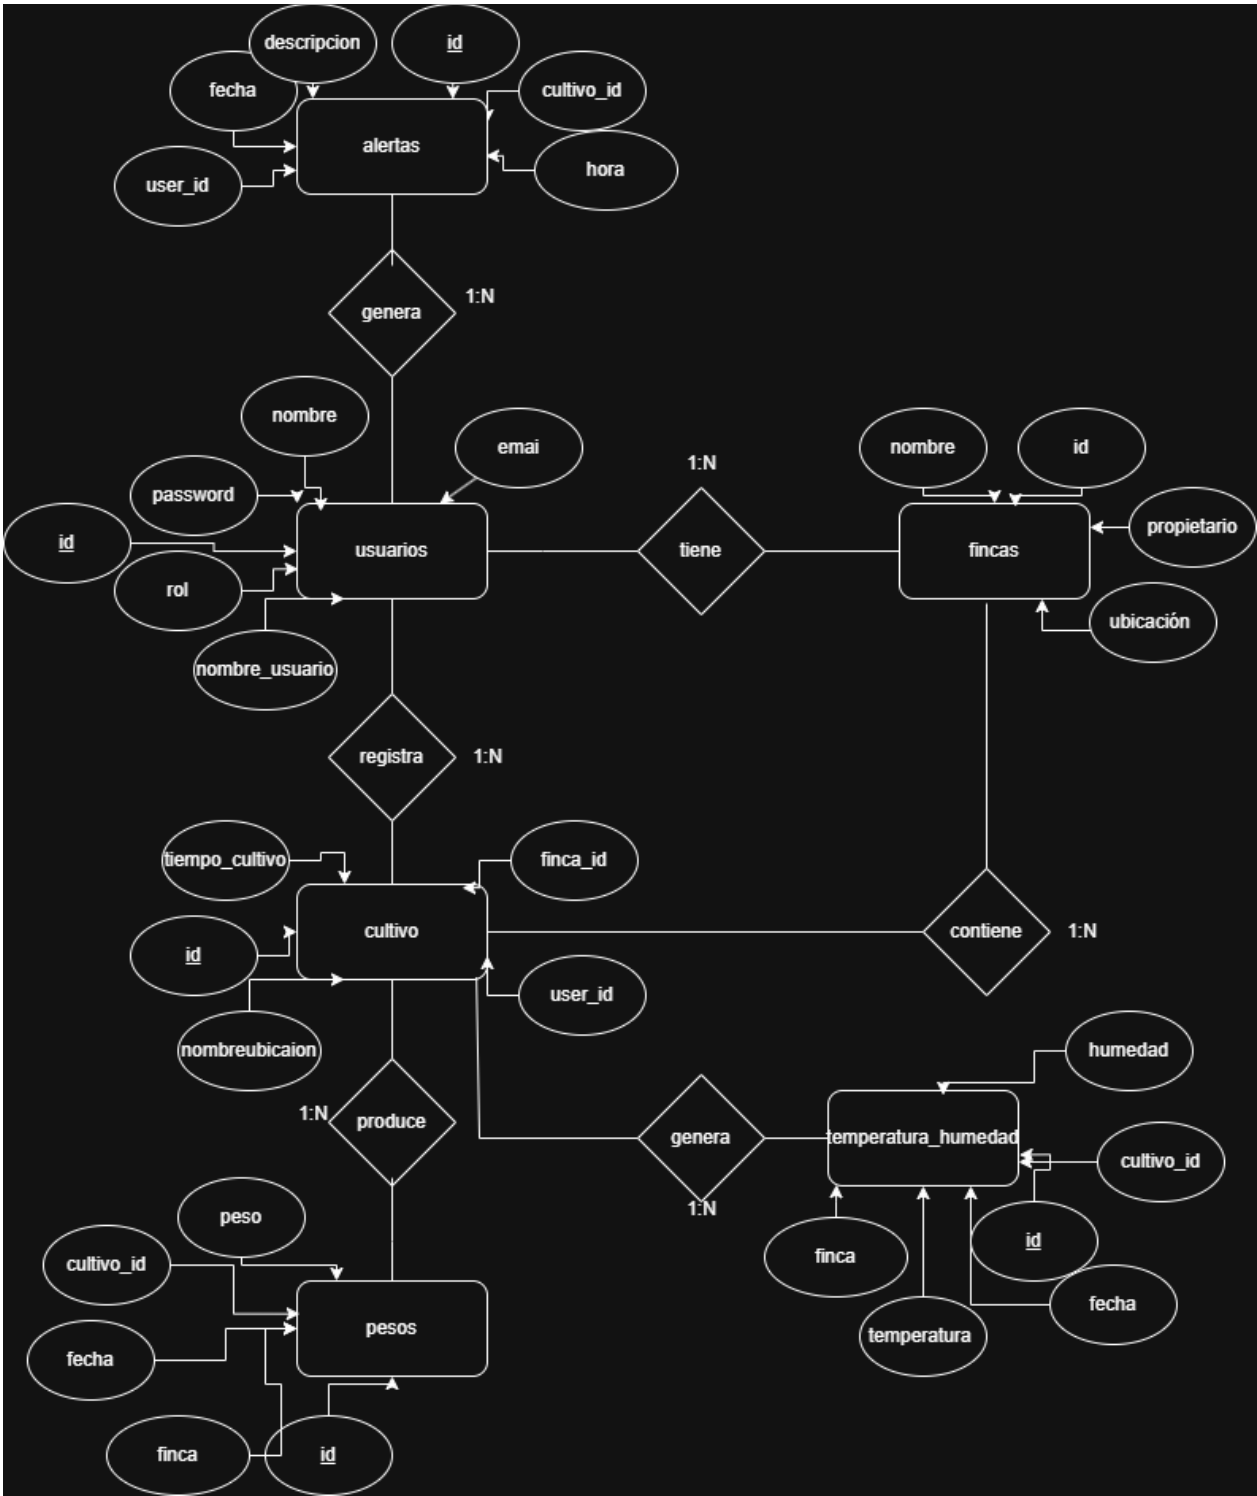 descripcion
id
fecha
cultivo_id
alertas
hora
user_id
genera
1:N
nombre
emai
nombre
id
password
1:N
propietario
id
usuarios
tiene
fincas
rol
ubicación
nombre_usuario
registra
1:N
tiempo_cultivo
finca_id
cultivo
contiene
1:N
id
user_id
nombreubicaion
humedad
1:N
produce
genera
temperatura_humedad
cultivo_id
1:N
peso
id
cultivo_id
finca
fecha
pesos
temperatura
fecha
finca
id